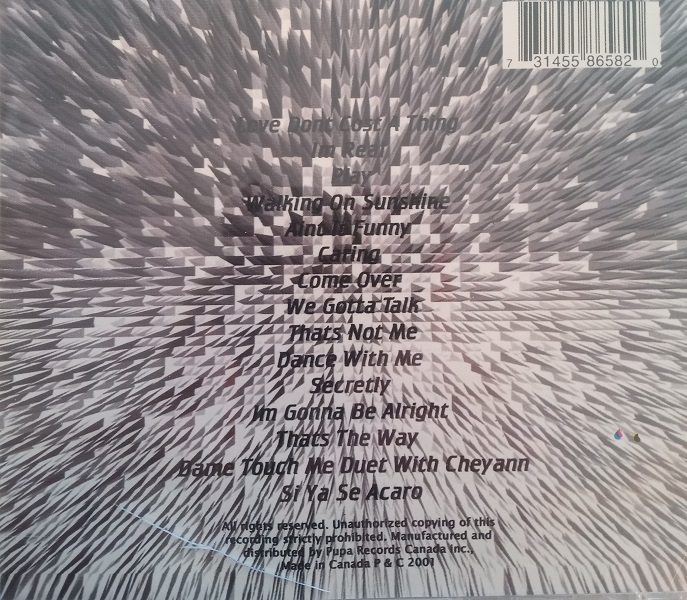 7 31455 86582 0
Love Dont Cost A Thing
Im Real
Play
Walking On Sunshine
Aint It Funny
Caring
Come Over
We Gotta Talk
Thats Not Me
Dance With Me
Secretly
Im Gonna Be Alright
Thats The Way
Dame Touch Me Duet With Cheyann
Si Ya Se Acaro
All rights reserved. Unauthorized copying of this
recording strictly prohibited. Manufactured and
distributed by Pupa Records Canada Inc.,
Made in Canada P & C 2001